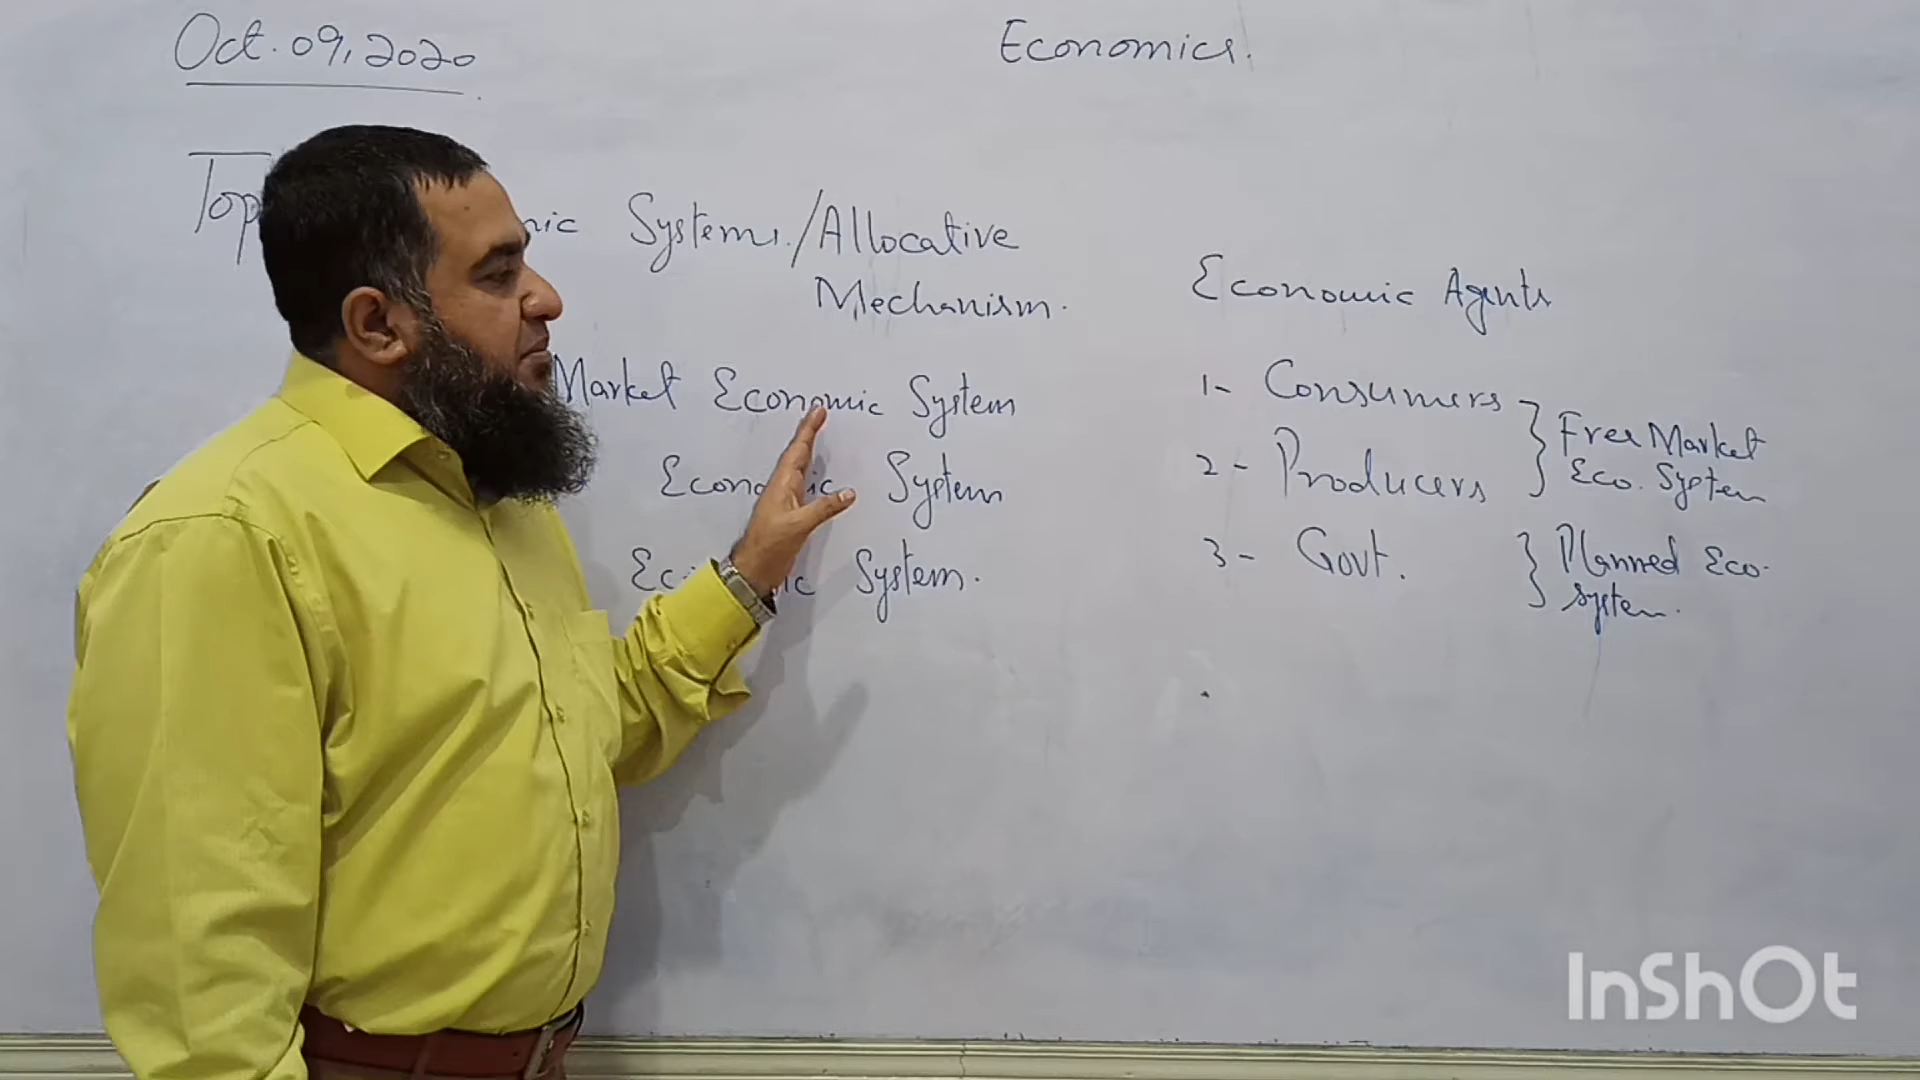 Oct. 09, 2020
Economics.
Top
nic Systems./Allocative
Mechanism.
Market Economic System
Economic System
Economic System.
Economic Agents
1- Consumers
2- Producers
} Free Market
Eco. System
3- Govt.
} Planned Eco.
System.
InShOt